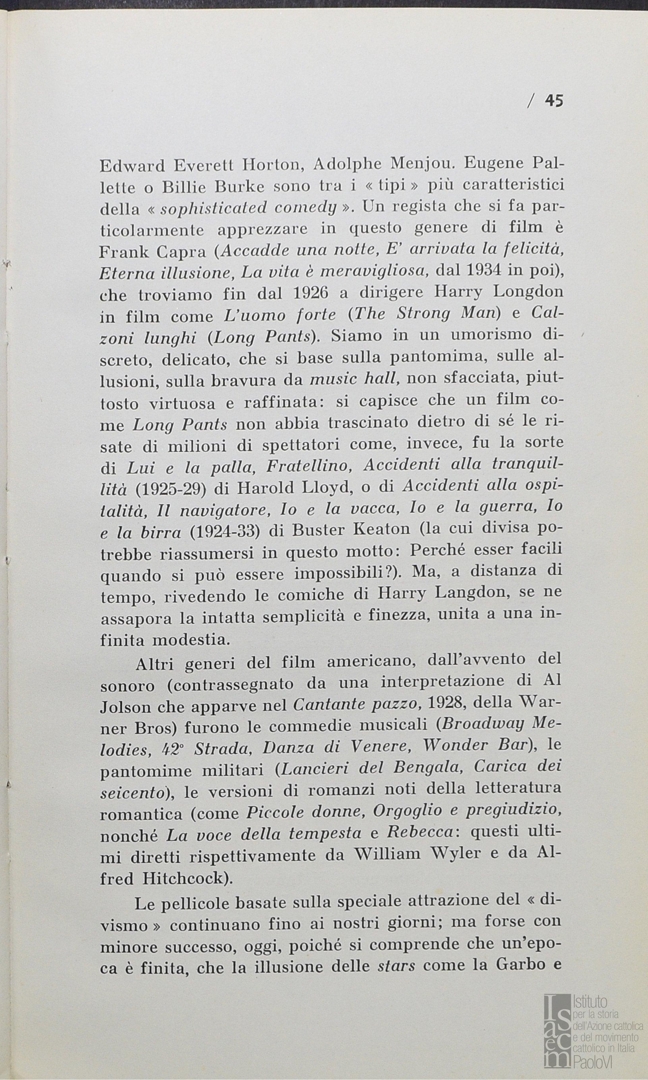 / 45
Edward Everett Horton, Adolphe Menjou. Eugene Pal-
lette o Billie Burke sono tra i « tipi » più caratteristici
della « sophisticated comedy ». Un regista che si fa par-
ticolarmente apprezzare in questo genere di film è
Frank Capra (Accadde una notte, E' arrivata la felicità,
Eterna illusione, La vita è meravigliosa, dal 1934 in poi),
che troviamo fin dal 1926 a dirigere Harry Longdon
in film come L'uomo forte (The Strong Man) e Cal-
zoni lunghi (Long Pants). Siamo in un umorismo di-
screto, delicato, che si base sulla pantomima, sulle al-
lusioni, sulla bravura da music hall, non sfacciata, piut-
tosto virtuosa e raffinata: si capisce che un film co-
me Long Pants non abbia trascinato dietro di sé le ri-
sate di milioni di spettatori come, invece, fu la sorte
di Lui e la palla, Fratellino, Accidenti alla tranquil-
lità (1925-29) di Harold Lloyd, o di Accidenti alla ospi-
talità, Il navigatore, Io e la vacca, Io e la guerra, Io
e la birra (1924-33) di Buster Keaton (la cui divisa po-
trebbe riassumersi in questo motto: Perché esser facili
quando si può essere impossibili?). Ma, a distanza di
tempo, rivedendo le comiche di Harry Langdon, se ne
assapora la intatta semplicità e finezza, unita a una in-
finita modestia.
Altri generi del film americano, dall'avvento del
sonoro (contrassegnato da una interpretazione di Al
Jolson che apparve nel Cantante pazzo, 1928, della War-
ner Bros) furono le commedie musicali (Broadway Me-
lodies, 42° Strada, Danza di Venere, Wonder Bar), le
pantomime militari (Lancieri del Bengala, Carica dei
seicento), le versioni di romanzi noti della letteratura
romantica (come Piccole donne, Orgoglio e pregiudizio,
nonché La voce della tempesta e Rebecca: questi ulti-
mi diretti rispettivamente da William Wyler e da Al-
fred Hitchcock).
Le pellicole basate sulla speciale attrazione del « di-
vismo » continuano fino ai nostri giorni; ma forse con
minore successo, oggi, poiché si comprende che un'epo-
ca è finita, che la illusione delle stars come la Garbo e
Isacem
Istituto
per la storia
dell'Azione cattolica
e del movimento
cattolico in Italia
PaoloVI